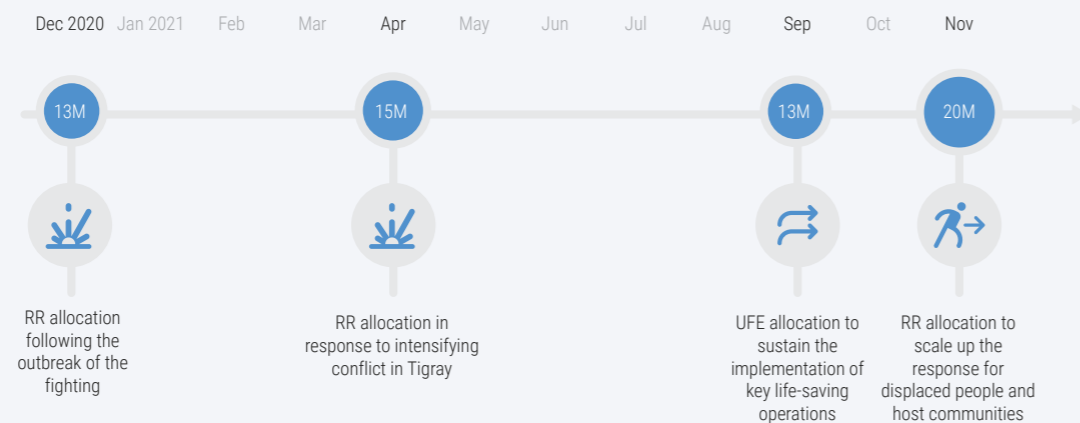 Dec 2020 Jan 2021 Feb Mar Apr May Jun Jul Aug Sep Oct Nov
13M 15M 13M 20M
RR allocation
following the
outbreak of the
fighting
RR allocation in
response to intensifying
conflict in Tigray
UFE allocation to
sustain the
implementation of
key life-saving
operations
RR allocation to
scale up the
response for
displaced people and
host communities